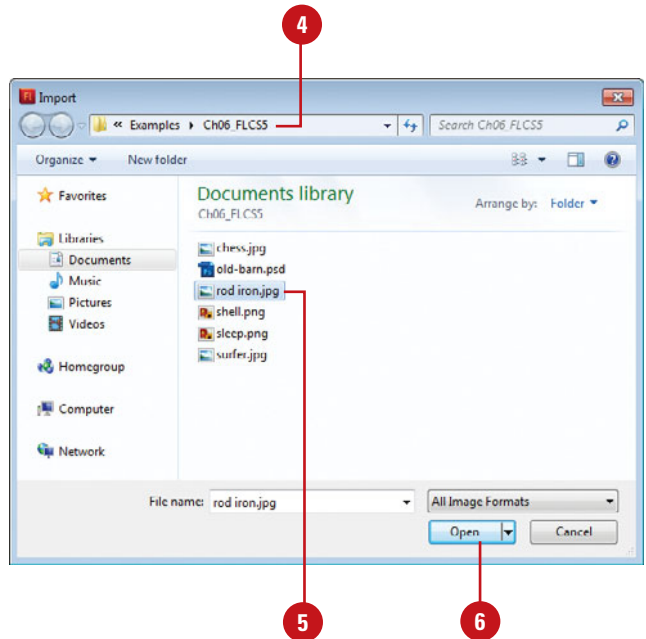 4
Import
« Examples ▸ Ch06_FLCS5
Search Ch06_FLCS5
Organize
New folder
Favorites
Libraries
Documents
Music
Pictures
Videos
Homegroup
Computer
Network
Documents library
Ch06_FLCS5
Arrange by: Folder
chess.jpg
old-barn.psd
rod iron.jpg
shell.png
sleep.png
surfer.jpg
File name: rod iron.jpg
All Image Formats
Open
Cancel
5
6